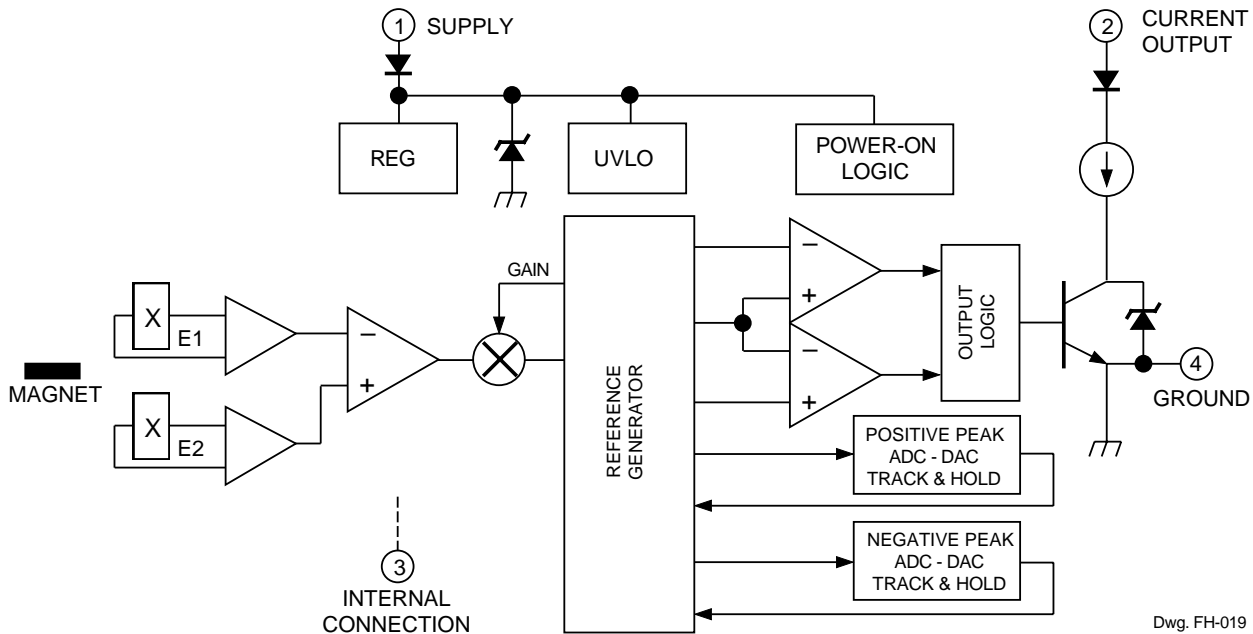 1 SUPPLY
2 CURRENT
OUTPUT
REG
UVLO
POWER-ON
LOGIC
GAIN
X
E1
MAGNET
X
E2
−
+
X
REFERENCE
GENERATOR
−
+
−
+
OUTPUT
LOGIC
4
GROUND
POSITIVE PEAK
ADC - DAC
TRACK & HOLD
NEGATIVE PEAK
ADC - DAC
TRACK & HOLD
3
INTERNAL
CONNECTION
Dwg. FH-019